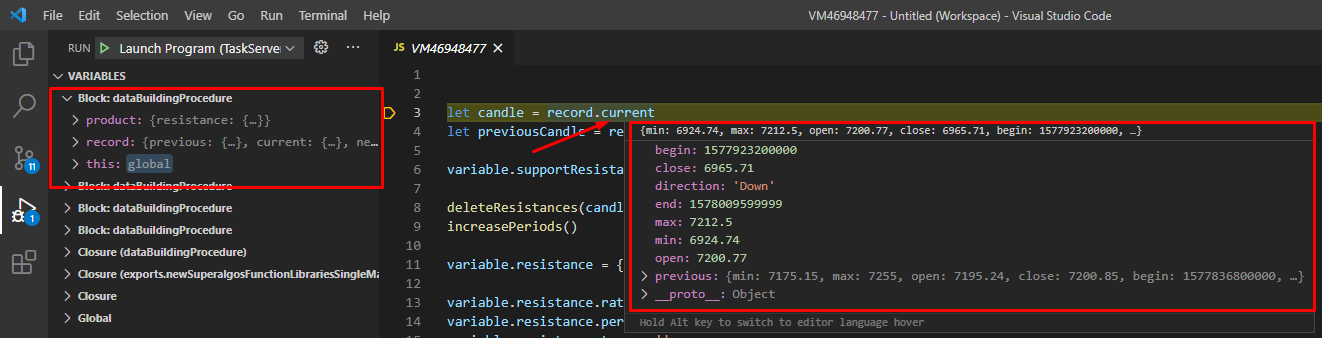 File Edit Selection View Go Run Terminal Help VM46948477 - Untitled (Workspace) - Visual Studio Code
RUN Launch Program (TaskServer
VARIABLES
Block: dataBuildingProcedure
product: {resistance: {…}}
record: {previous: {…}, current: {…}, ne…
this: global
Block: dataBuildingProcedure
Block: dataBuildingProcedure
Block: dataBuildingProcedure
Closure (dataBuildingProcedure)
Closure (exports.newSuperalgosFunctionLibrariesSingleMa
Closure
Global
11
1
JS VM46948477
1
2
3 let candle = record.current
4 let previousCandle = re
5
6 variable.supportResista
7
8 deleteResistances(candl
9 increasePeriods()
10
11 variable.resistance = {
12
13 variable.resistance.rat
14 variable.resistance.per
15
{min: 6924.74, max: 7212.5, open: 7200.77, close: 6965.71, begin: 1577923200000, …}
begin: 1577923200000
close: 6965.71
direction: 'Down'
end: 1578009599999
max: 7212.5
min: 6924.74
open: 7200.77
previous: {min: 7175.15, max: 7255, open: 7195.24, close: 7200.85, begin: 1577836800000, …}
__proto__: Object
Hold Alt key to switch to editor language hover